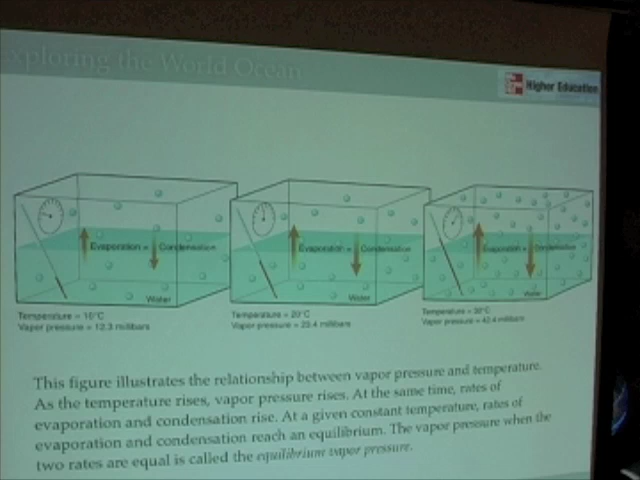 xploring the World Ocean
Higher Education
Evaporation = Condensation
Water
Evaporation = Condensation
Water
Evaporation = Condensation
Water
Temperature = 10°C
Vapor pressure = 12.3 millibars
Temperature = 20°C
Vapor pressure = 23.4 millibars
Temperature = 30°C
Vapor pressure = 42.4 millibars
This figure illustrates the relationship between vapor pressure and temperature.
As the temperature rises, vapor pressure rises. At the same time, rates of
evaporation and condensation rise. At a given constant temperature, rates of
evaporation and condensation reach an equilibrium. The vapor pressure when the
two rates are equal is called the equilibrium vapor pressure.